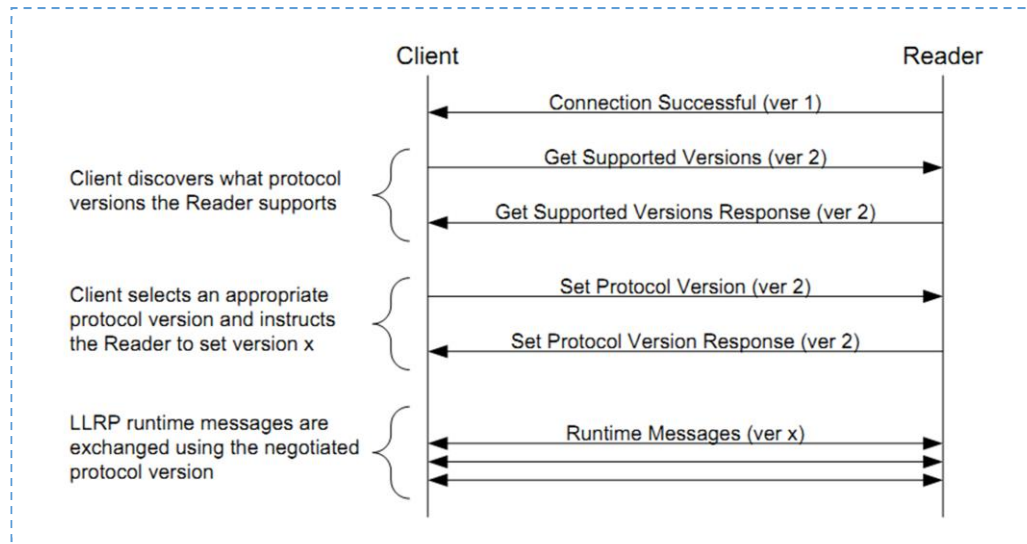 Client
Reader
Connection Successful (ver 1)
Get Supported Versions (ver 2)
Client discovers what protocol
versions the Reader supports
Get Supported Versions Response (ver 2)
Set Protocol Version (ver 2)
Client selects an appropriate
protocol version and instructs
the Reader to set version x
Set Protocol Version Response (ver 2)
LLRP runtime messages are
exchanged using the negotiated
protocol version
Runtime Messages (ver x)